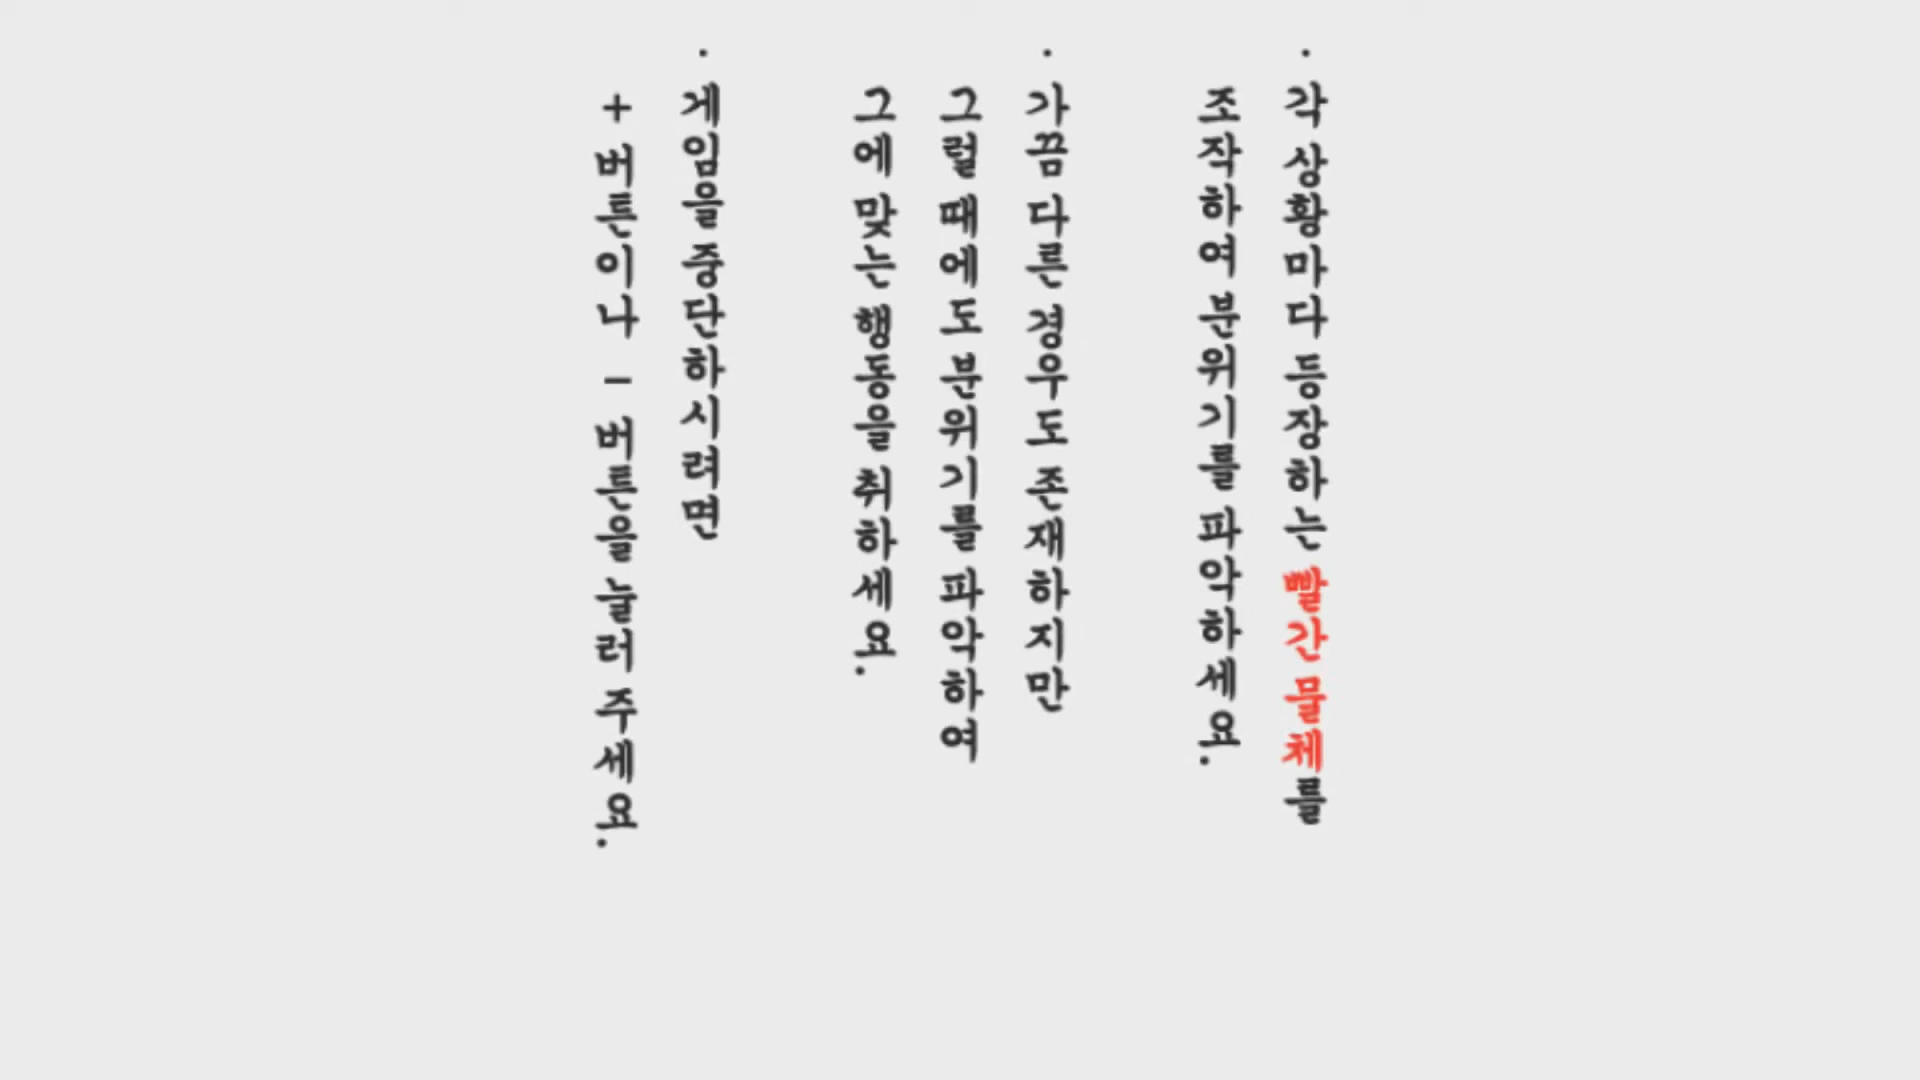 · 각 상황마다 등장하는 빨간 물체를
조작하여 분위기를 파악하세요.
· 가끔 다른 경우도 존재하지만
그럴 때에도 분위기를 파악하여
그에 맞는 행동을 취하세요.
· 게임을 중단하시려면
+ 버튼이나 - 버튼을 눌러 주세요.